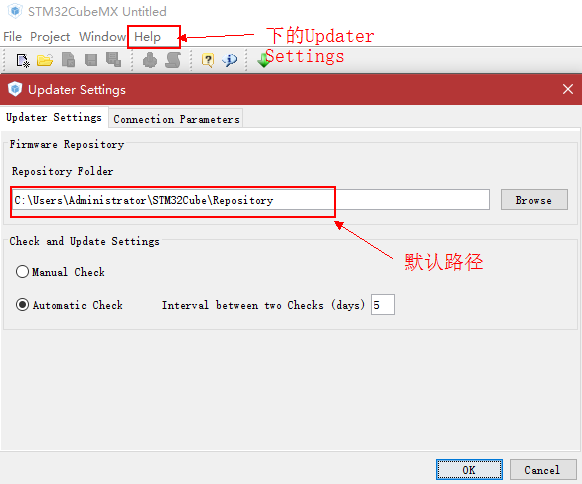 STM32CubeMX Untitled
File Project Window Help
下的Updater
Settings
Updater Settings
Updater Settings Connection Parameters
Firmware Repository
Repository Folder
C:\Users\Administrator\STM32Cube\Repository Browse
Check and Update Settings
默认路径
Manual Check
Automatic Check Interval between two Checks (days) 5
OK Cancel